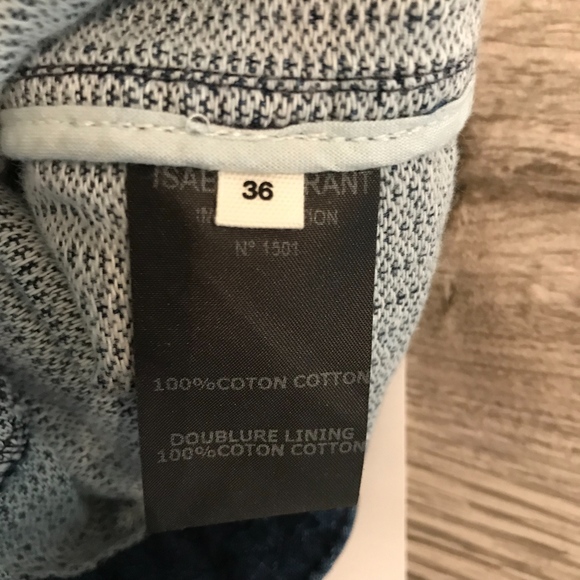 36
N° 1501
100%COTON COTTON
DOUBLURE LINING
100%COTON COTTON